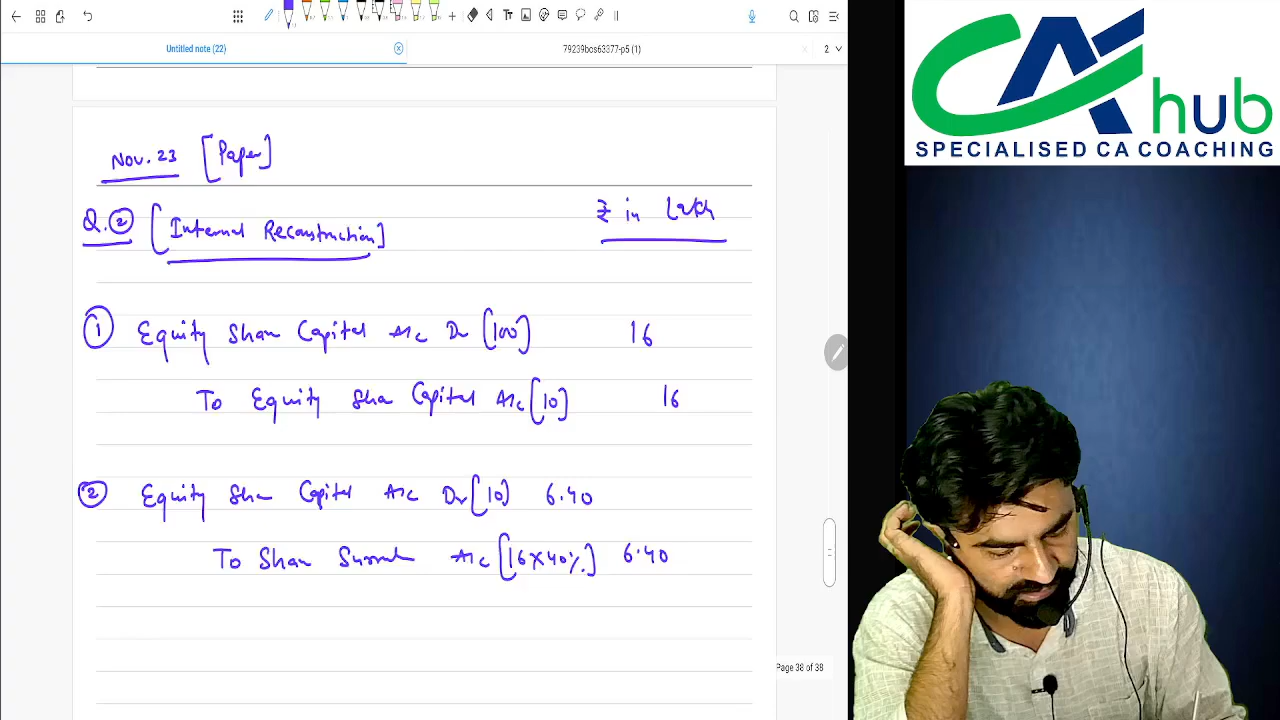 Untitled note (22)
79239bos63377-p5 (1)
2
CA hub
SPECIALISED CA COACHING
Nov. 23 [Paper]
Q. ② [Internal Reconstruction]
₹ in Lakh
① Equity Share Capital A/c Dr [100] 16
To Equity Share Capital A/c [10] 16
② Equity Share Capital A/c Dr [10] 6.40
To Share Surrender A/c [16×40%] 6.40
Page 38 of 38